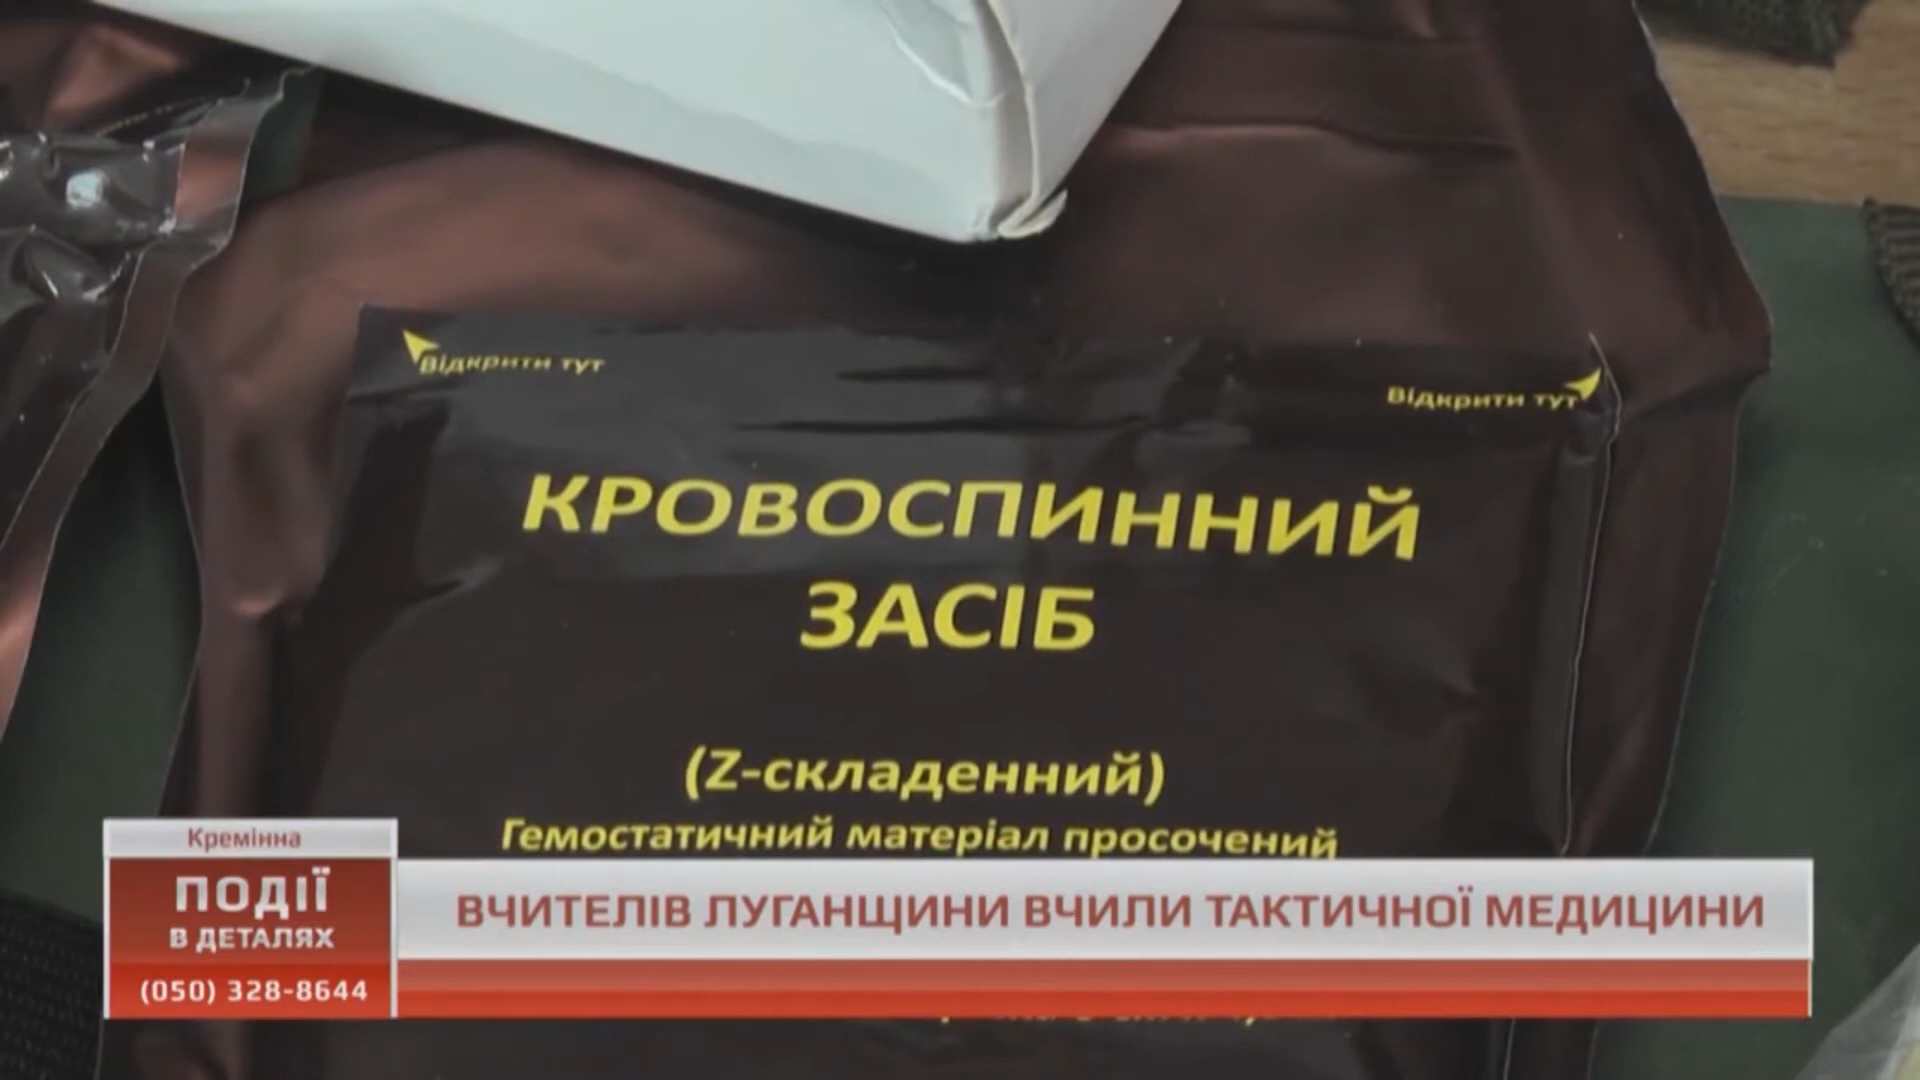 Відкрити тут
Відкрити тут
КРОВОСПИННИЙ
ЗАСІБ
(Z-складенний)
Гемостатичний матеріал просочений
Кремінна
ПОДІЇ
В ДЕТАЛЯХ
(050) 328-8644
ВЧИТЕЛІВ ЛУГАНЩИНИ ВЧИЛИ ТАКТИЧНОЇ МЕДИЦИНИ